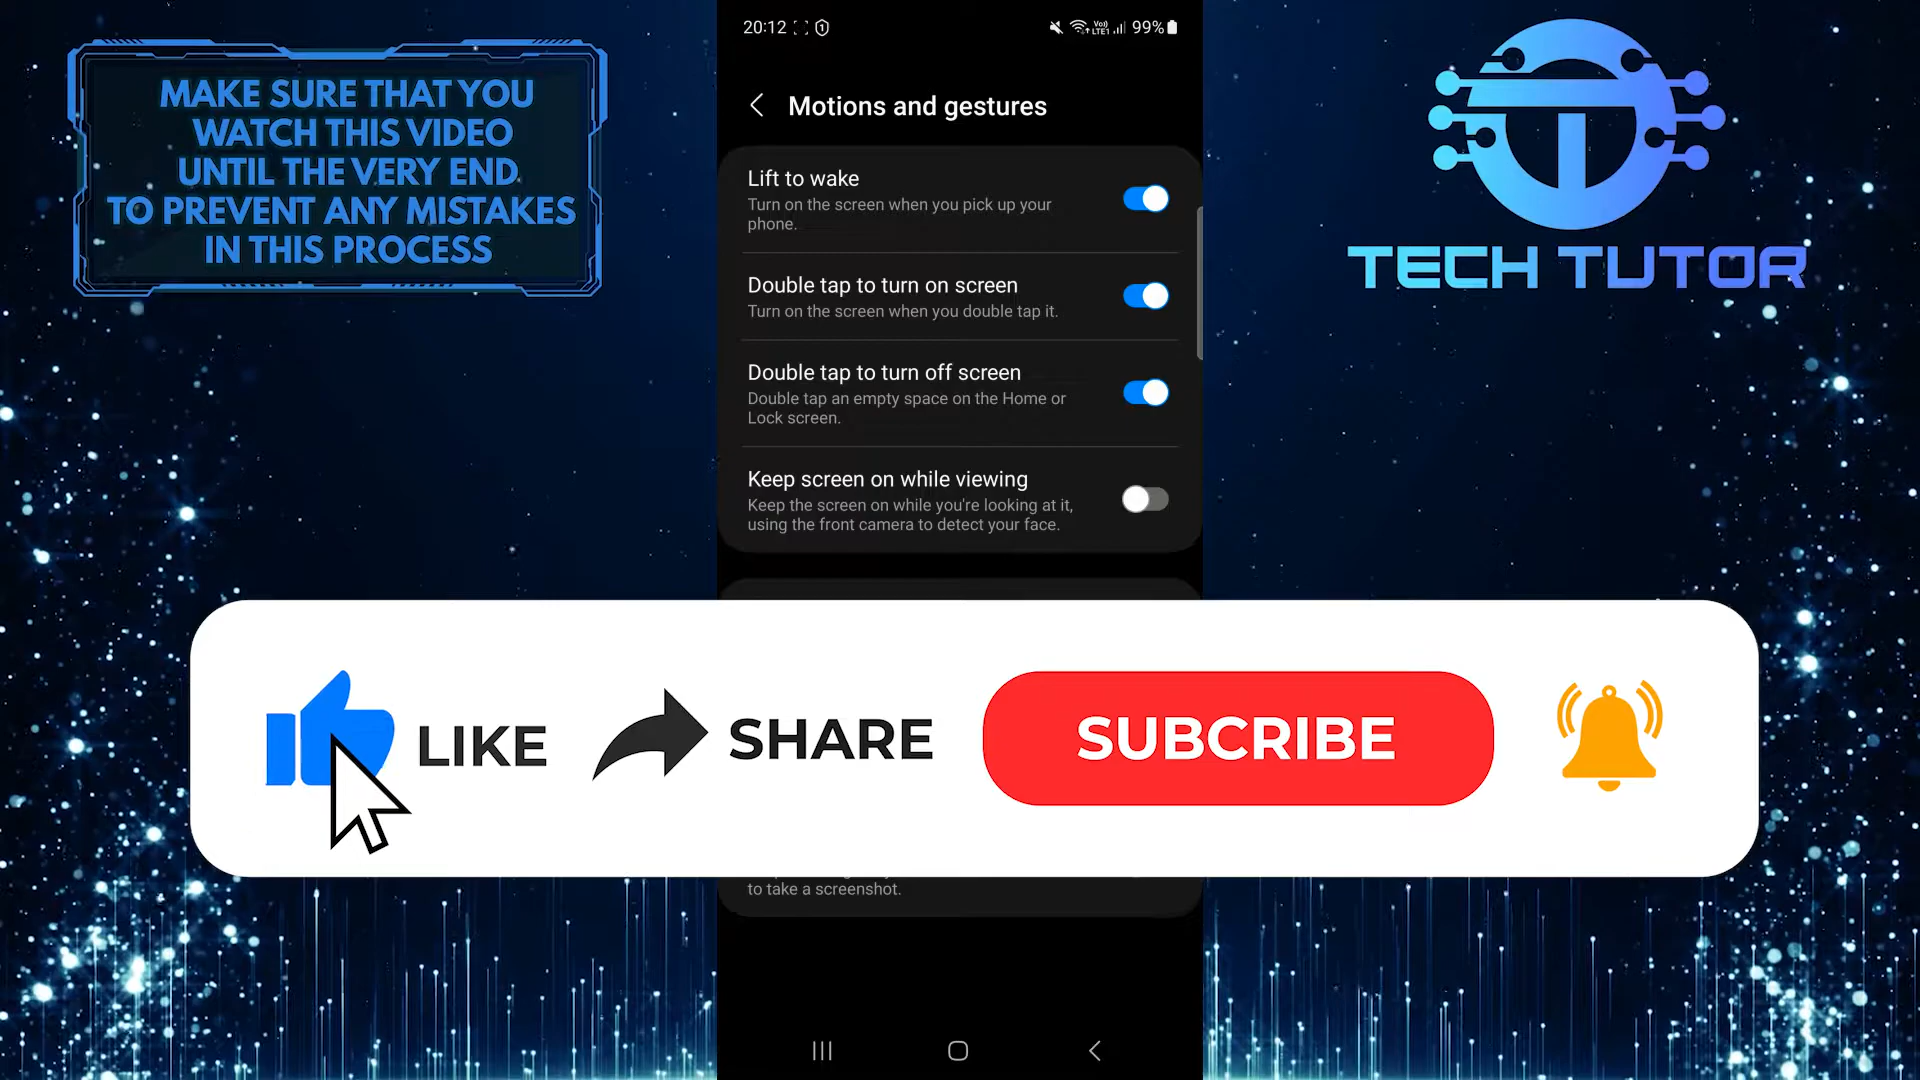 MAKE SURE THAT YOU
WATCH THIS VIDEO
UNTIL THE VERY END
TO PREVENT ANY MISTAKES
IN THIS PROCESS
20:12
99%
Motions and gestures
Lift to wake
Turn on the screen when you pick up your
phone.
Double tap to turn on screen
Turn on the screen when you double tap it.
Double tap to turn off screen
Double tap an empty space on the Home or
Lock screen.
Keep screen on while viewing
Keep the screen on while you're looking at it,
using the front camera to detect your face.
TECH TUTOR
LIKE
SHARE
SUBCRIBE
to take a screenshot.